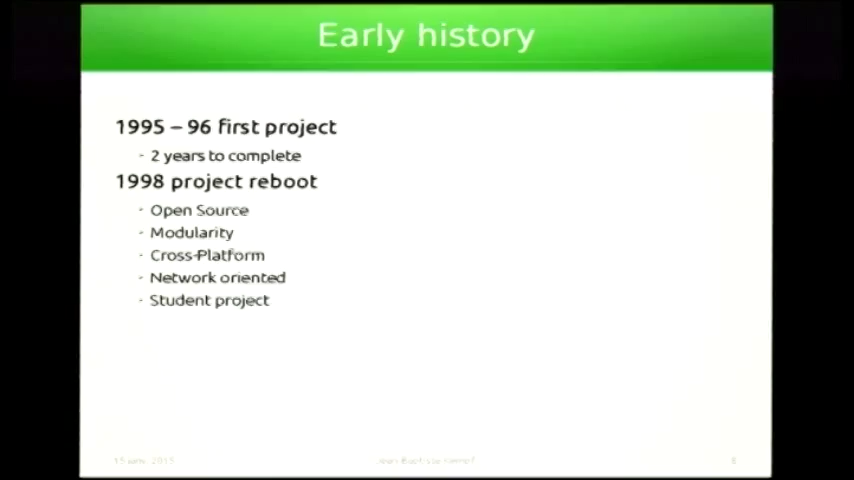 Early history
1995 – 96 first project
- 2 years to complete
1998 project reboot
- Open Source
- Modularity
- Cross-Platform
- Network oriented
- Student project